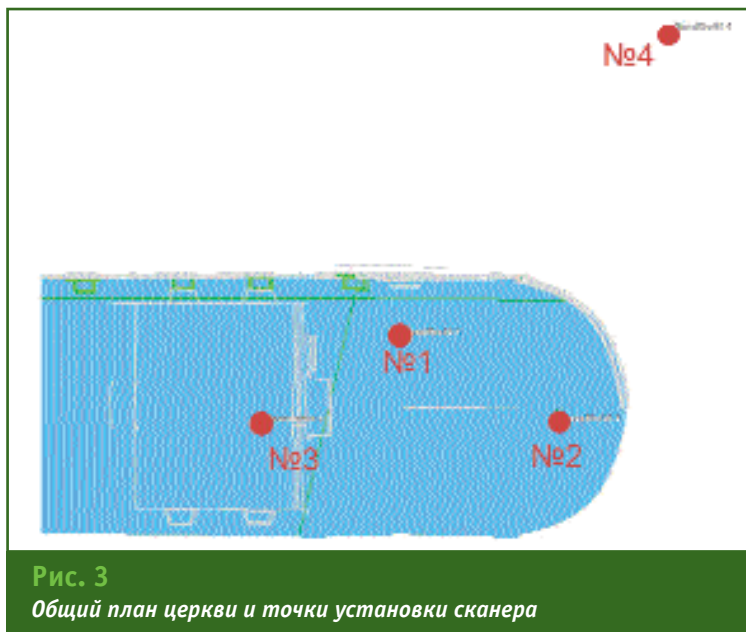 №4
№1
№3
№2
Рис. 3
Общий план церкви и точки установки сканера